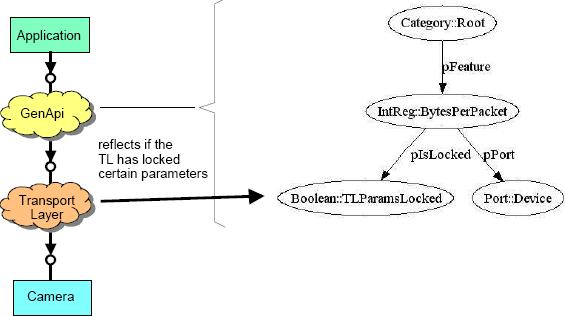 Application
GenApi
reflects if the
TL has locked
certain parameters
Transport
Layer
Camera
Category::Root
pFeature
IntReg::BytesPerPacket
pIsLocked
pPort
Boolean::TLParamsLocked
Port::Device